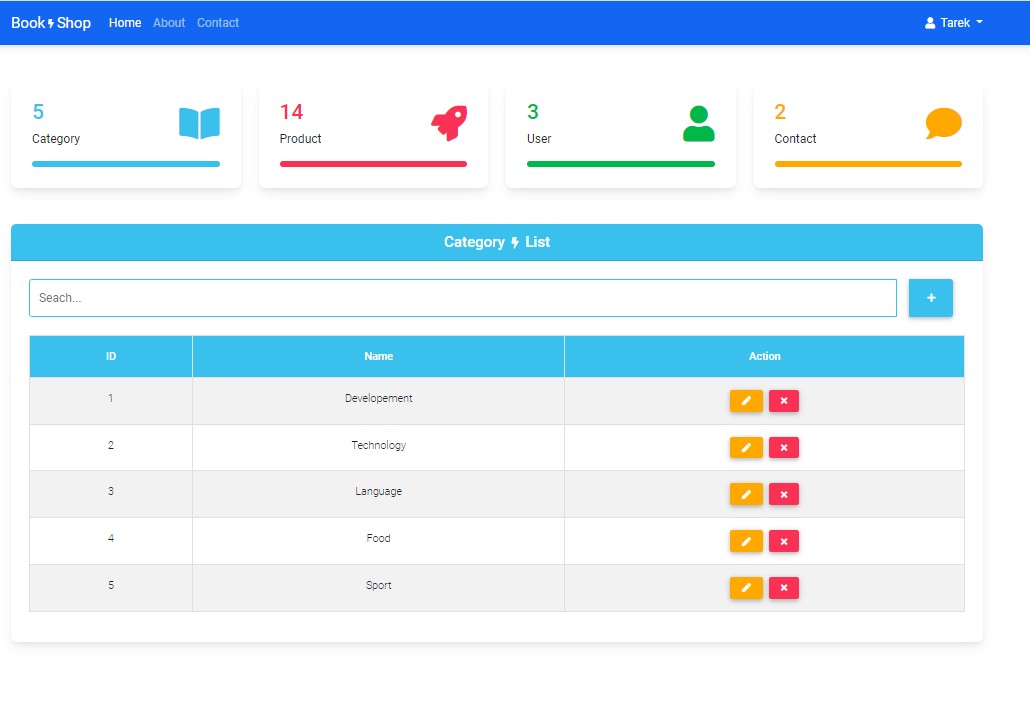 Book Shop Home About Contact Tarek
5 14 3 2
Category Product User Contact
Category List
Seach...
+
ID Name Action
1 Developement
2 Technology
3 Language
4 Food
5 Sport